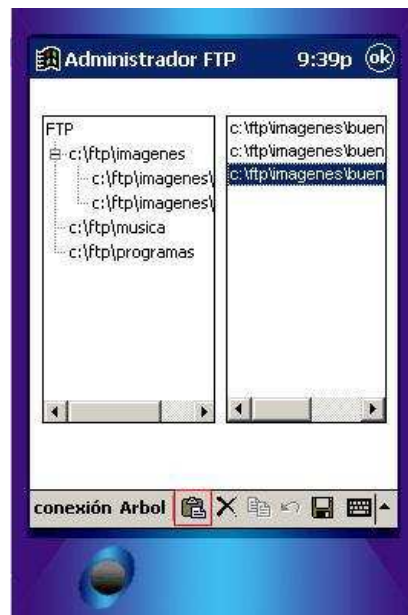 Administrador FTP 9:39p ok
FTP
c:\ftp\imagenes
c:\ftp\imagenes\
c:\ftp\imagenes\
c:\ftp\musica
c:\ftp\programas
c:\ftp\imagenes\buen
c:\ftp\imagenes\buen
c:\ftp\imagenes\buen
conexión Arbol